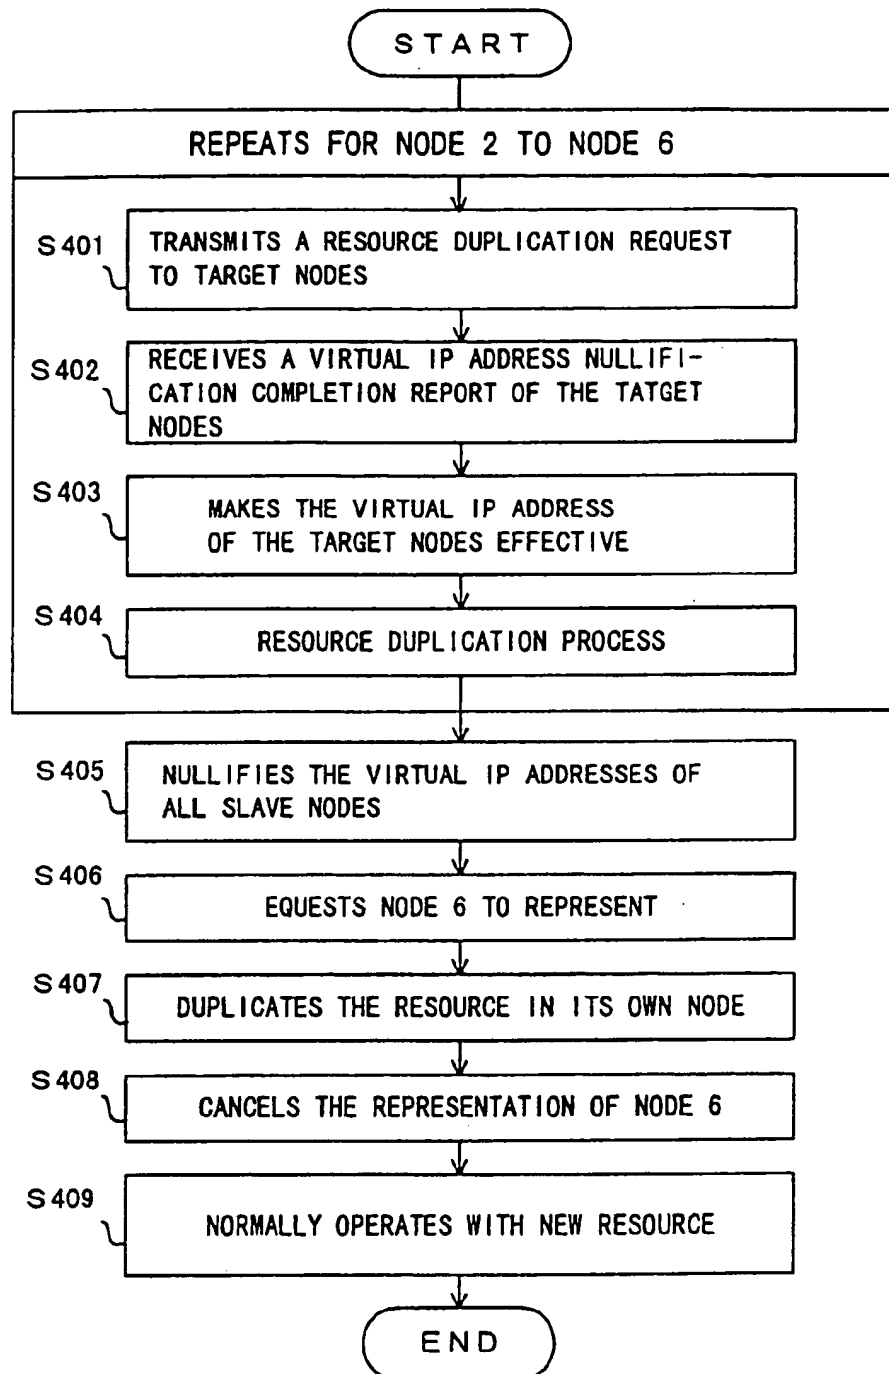 START
REPEATS FOR NODE 2 TO NODE 6
S401
TRANSMITS A RESOURCE DUPLICATION REQUEST
TO TARGET NODES
S402
RECEIVES A VIRTUAL IP ADDRESS NULLIFI-
CATION COMPLETION REPORT OF THE TATGET
NODES
S403
MAKES THE VIRTUAL IP ADDRESS
OF THE TARGET NODES EFFECTIVE
S404
RESOURCE DUPLICATION PROCESS
S405
NULLIFIES THE VIRTUAL IP ADDRESSES OF
ALL SLAVE NODES
S406
EQUESTS NODE 6 TO REPRESENT
S407
DUPLICATES THE RESOURCE IN ITS OWN NODE
S408
CANCELS THE REPRESENTATION OF NODE 6
S409
NORMALLY OPERATES WITH NEW RESOURCE
END